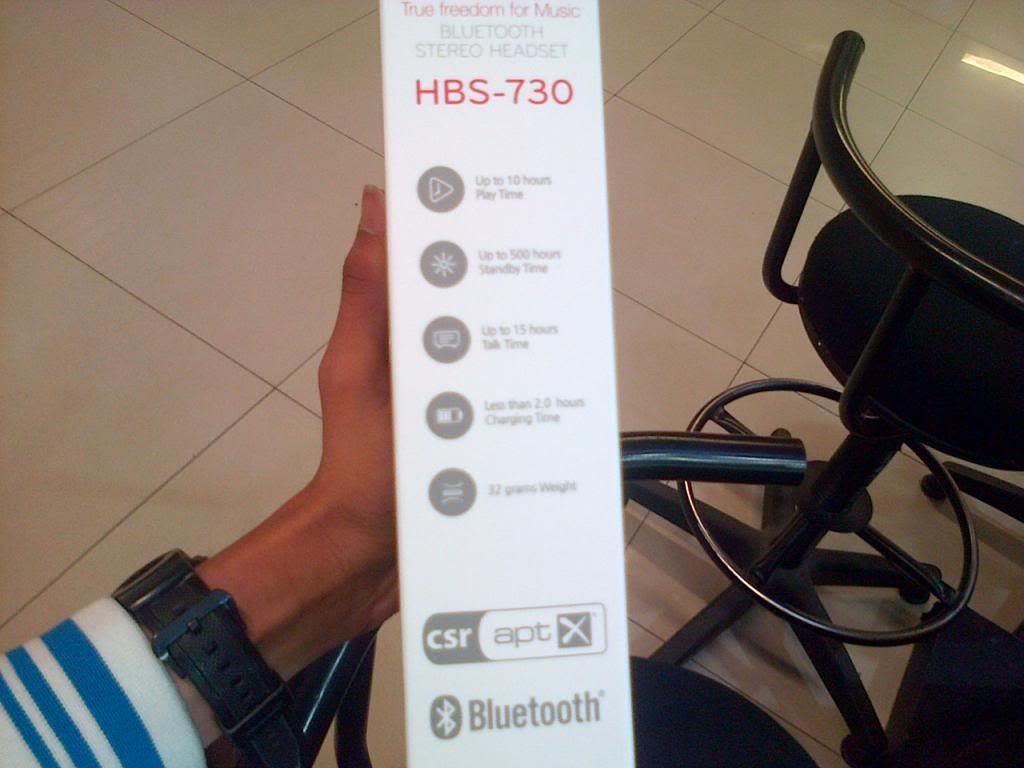 True freedom for Music
BLUETOOTH
STEREO HEADSET
HBS-730
Up to 10 hours
Play Time
Up to 500 hours
Standby Time
Up to 15 hours
Talk Time
Less than 2.0 hours
Charging Time
32 grams Weight
csr aptX
Bluetooth®